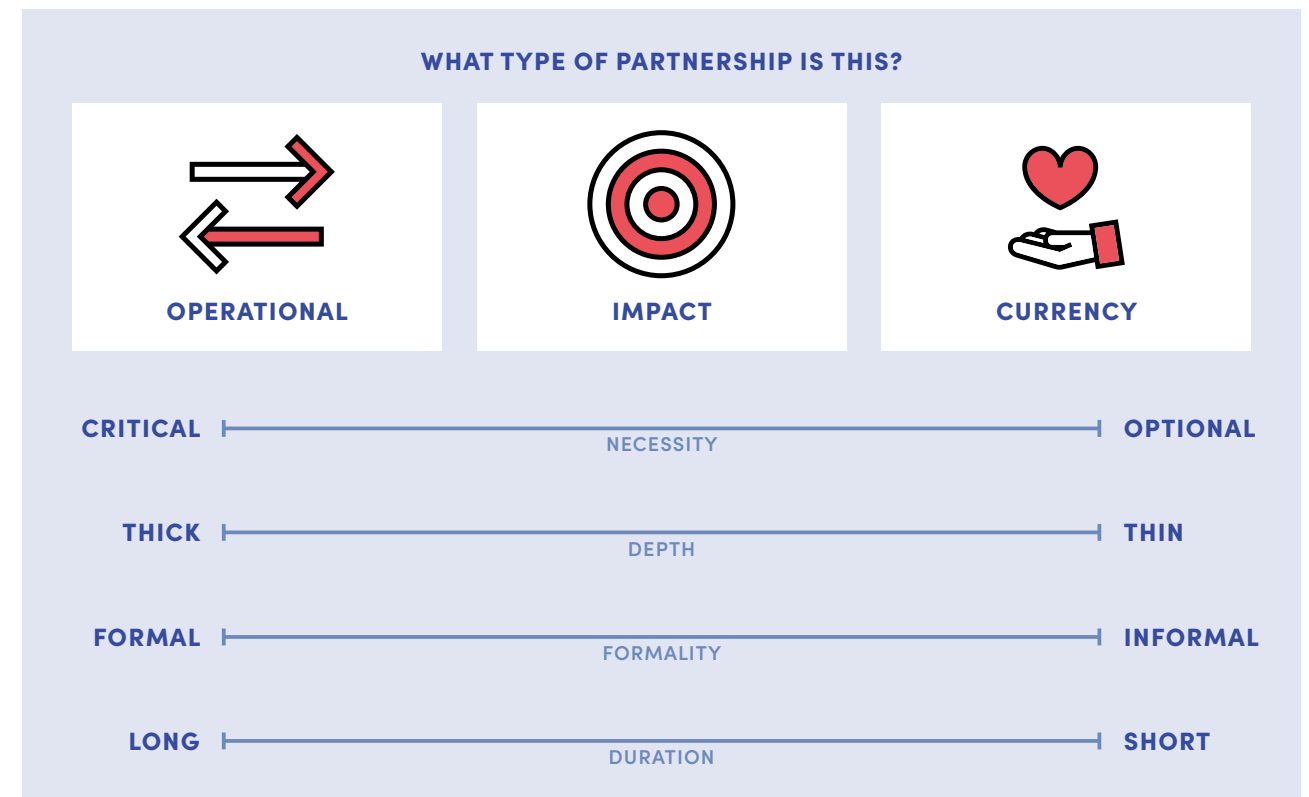 WHAT TYPE OF PARTNERSHIP IS THIS?
OPERATIONAL
IMPACT
CURRENCY
CRITICAL
NECESSITY
OPTIONAL
THICK
DEPTH
THIN
FORMAL
FORMALITY
INFORMAL
LONG
DURATION
SHORT